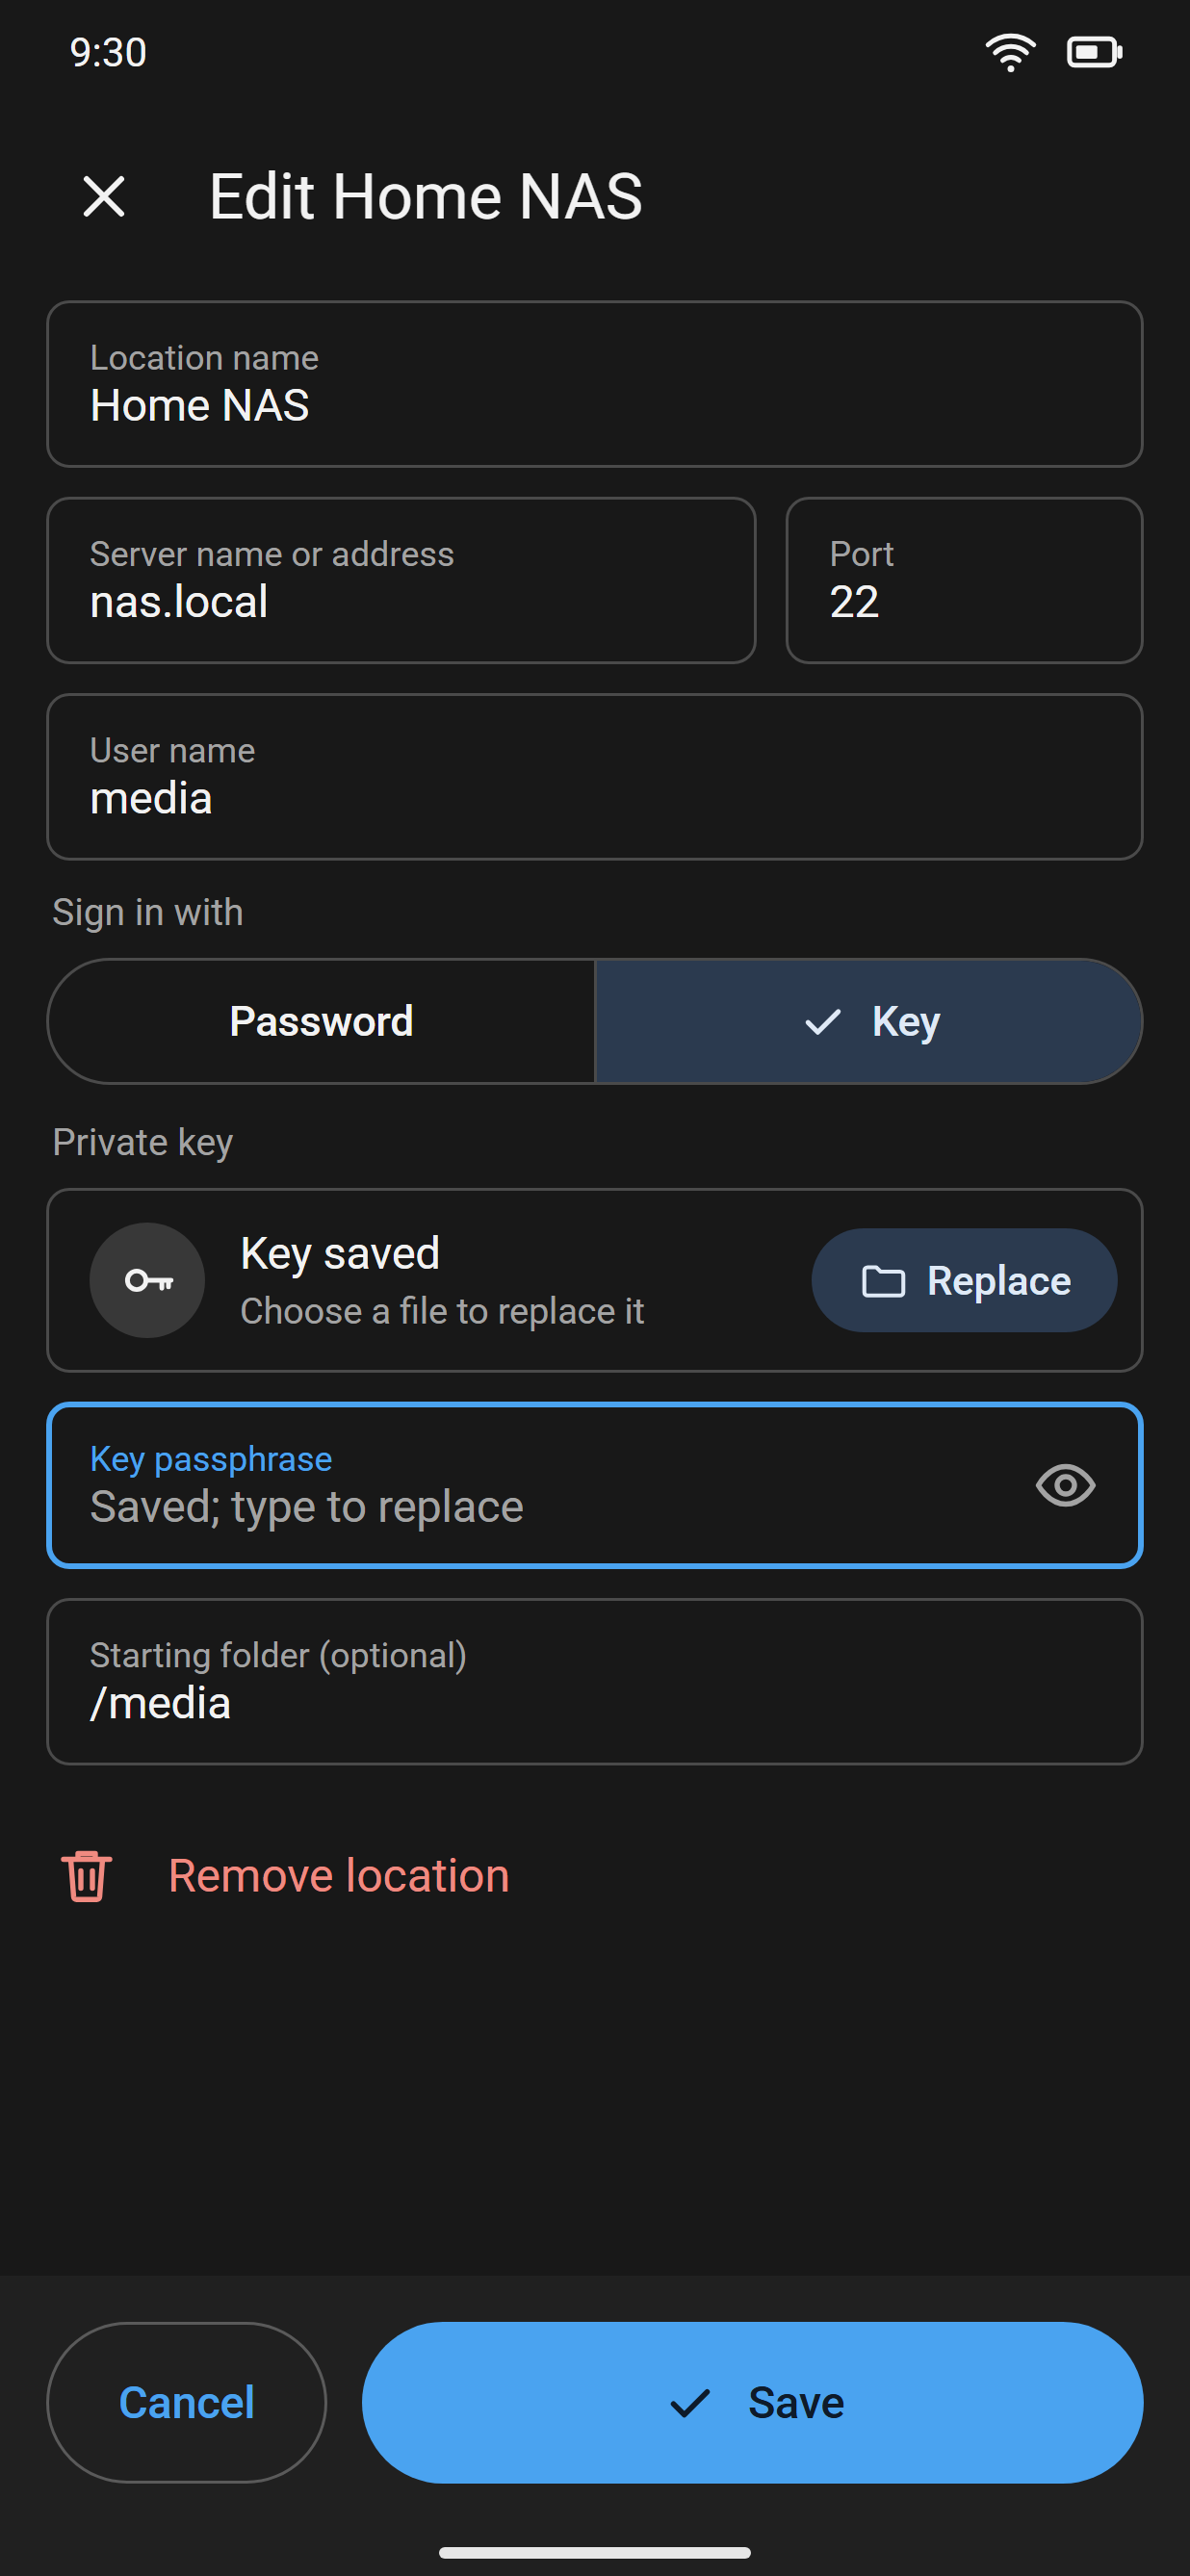 9:30
Edit Home NAS
Location name
Home NAS
Server name or address
nas.local
Port
22
User name
media
Sign in with
Password
Key
Private key
Key saved
Choose a file to replace it
Replace
Key passphrase
Saved; type to replace
Starting folder (optional)
/media
Remove location
Cancel
Save